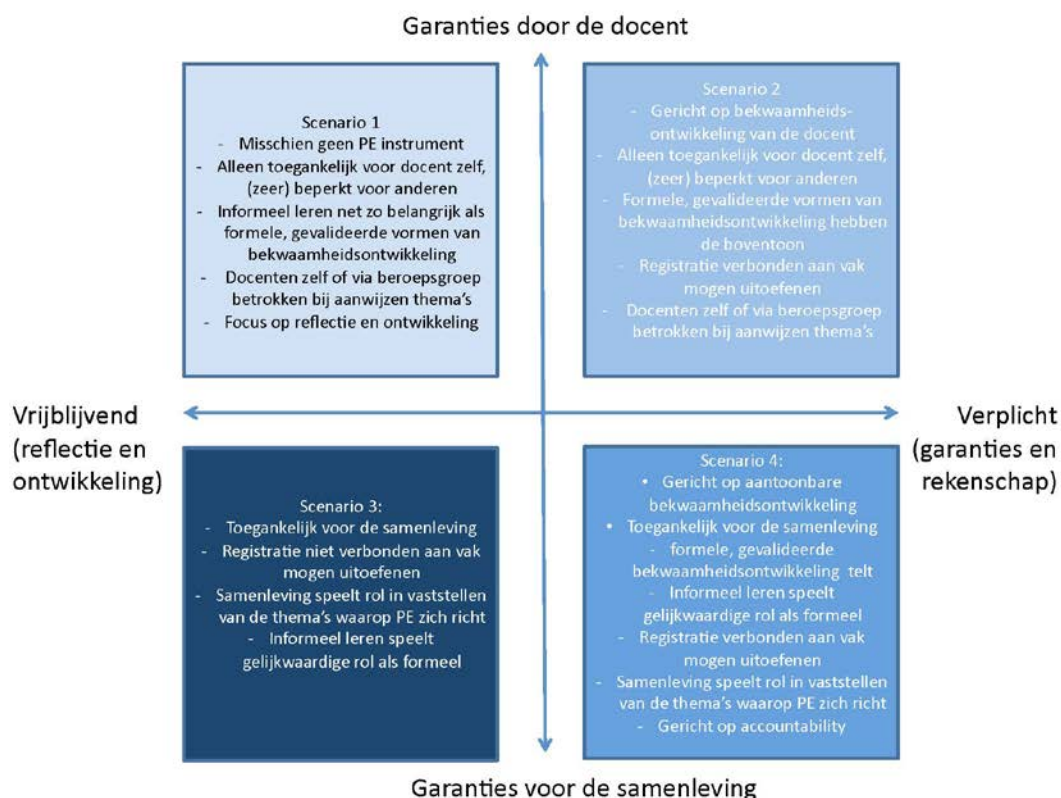 Garanties door de docent
Scenario 1
- Misschien geen PE instrument
- Alleen toegankelijk voor docent zelf,
(zeer) beperkt voor anderen
- Informeel leren net zo belangrijk als
formele, gevalideerde vormen van
bekwaamheidsontwikkeling
- Docenten zelf of via beroepsgroep
betrokken bij aanwijzen thema's
- Focus op reflectie en ontwikkeling
Scenario 2
- Gericht op bekwaamheids-
ontwikkeling van de docent
- Alleen toegankelijk voor docent zelf,
(zeer) beperkt voor anderen
- Formele, gevalideerde vormen van
bekwaamheidsontwikkeling hebben
de boventoon
- Registratie verbonden aan vak
mogen uitoefenen
- Docenten zelf of via beroepsgroep
betrokken bij aanwijzen thema's
Vrijblijvend
(reflectie en
ontwikkeling)
Verplicht
(garanties en
rekenschap)
Scenario 3:
- Toegankelijk voor de samenleving
- Registratie niet verbonden aan vak
mogen uitoefenen
- Samenleving speelt rol in vaststellen
van de thema's waarop PE zich richt
- Informeel leren speelt
gelijkwaardige rol als formeel
Scenario 4:
• Gericht op aantoonbare
bekwaamheidsontwikkeling
• Toegankelijk voor de samenleving
- formele, gevalideerde
bekwaamheidsontwikkeling telt
- Informeel leren speelt
gelijkwaardige rol als formeel
- Registratie verbonden aan vak
mogen uitoefenen
- Samenleving speelt rol in vaststellen
van de thema's waarop PE zich richt
- Gericht op accountability
Garanties voor de samenleving